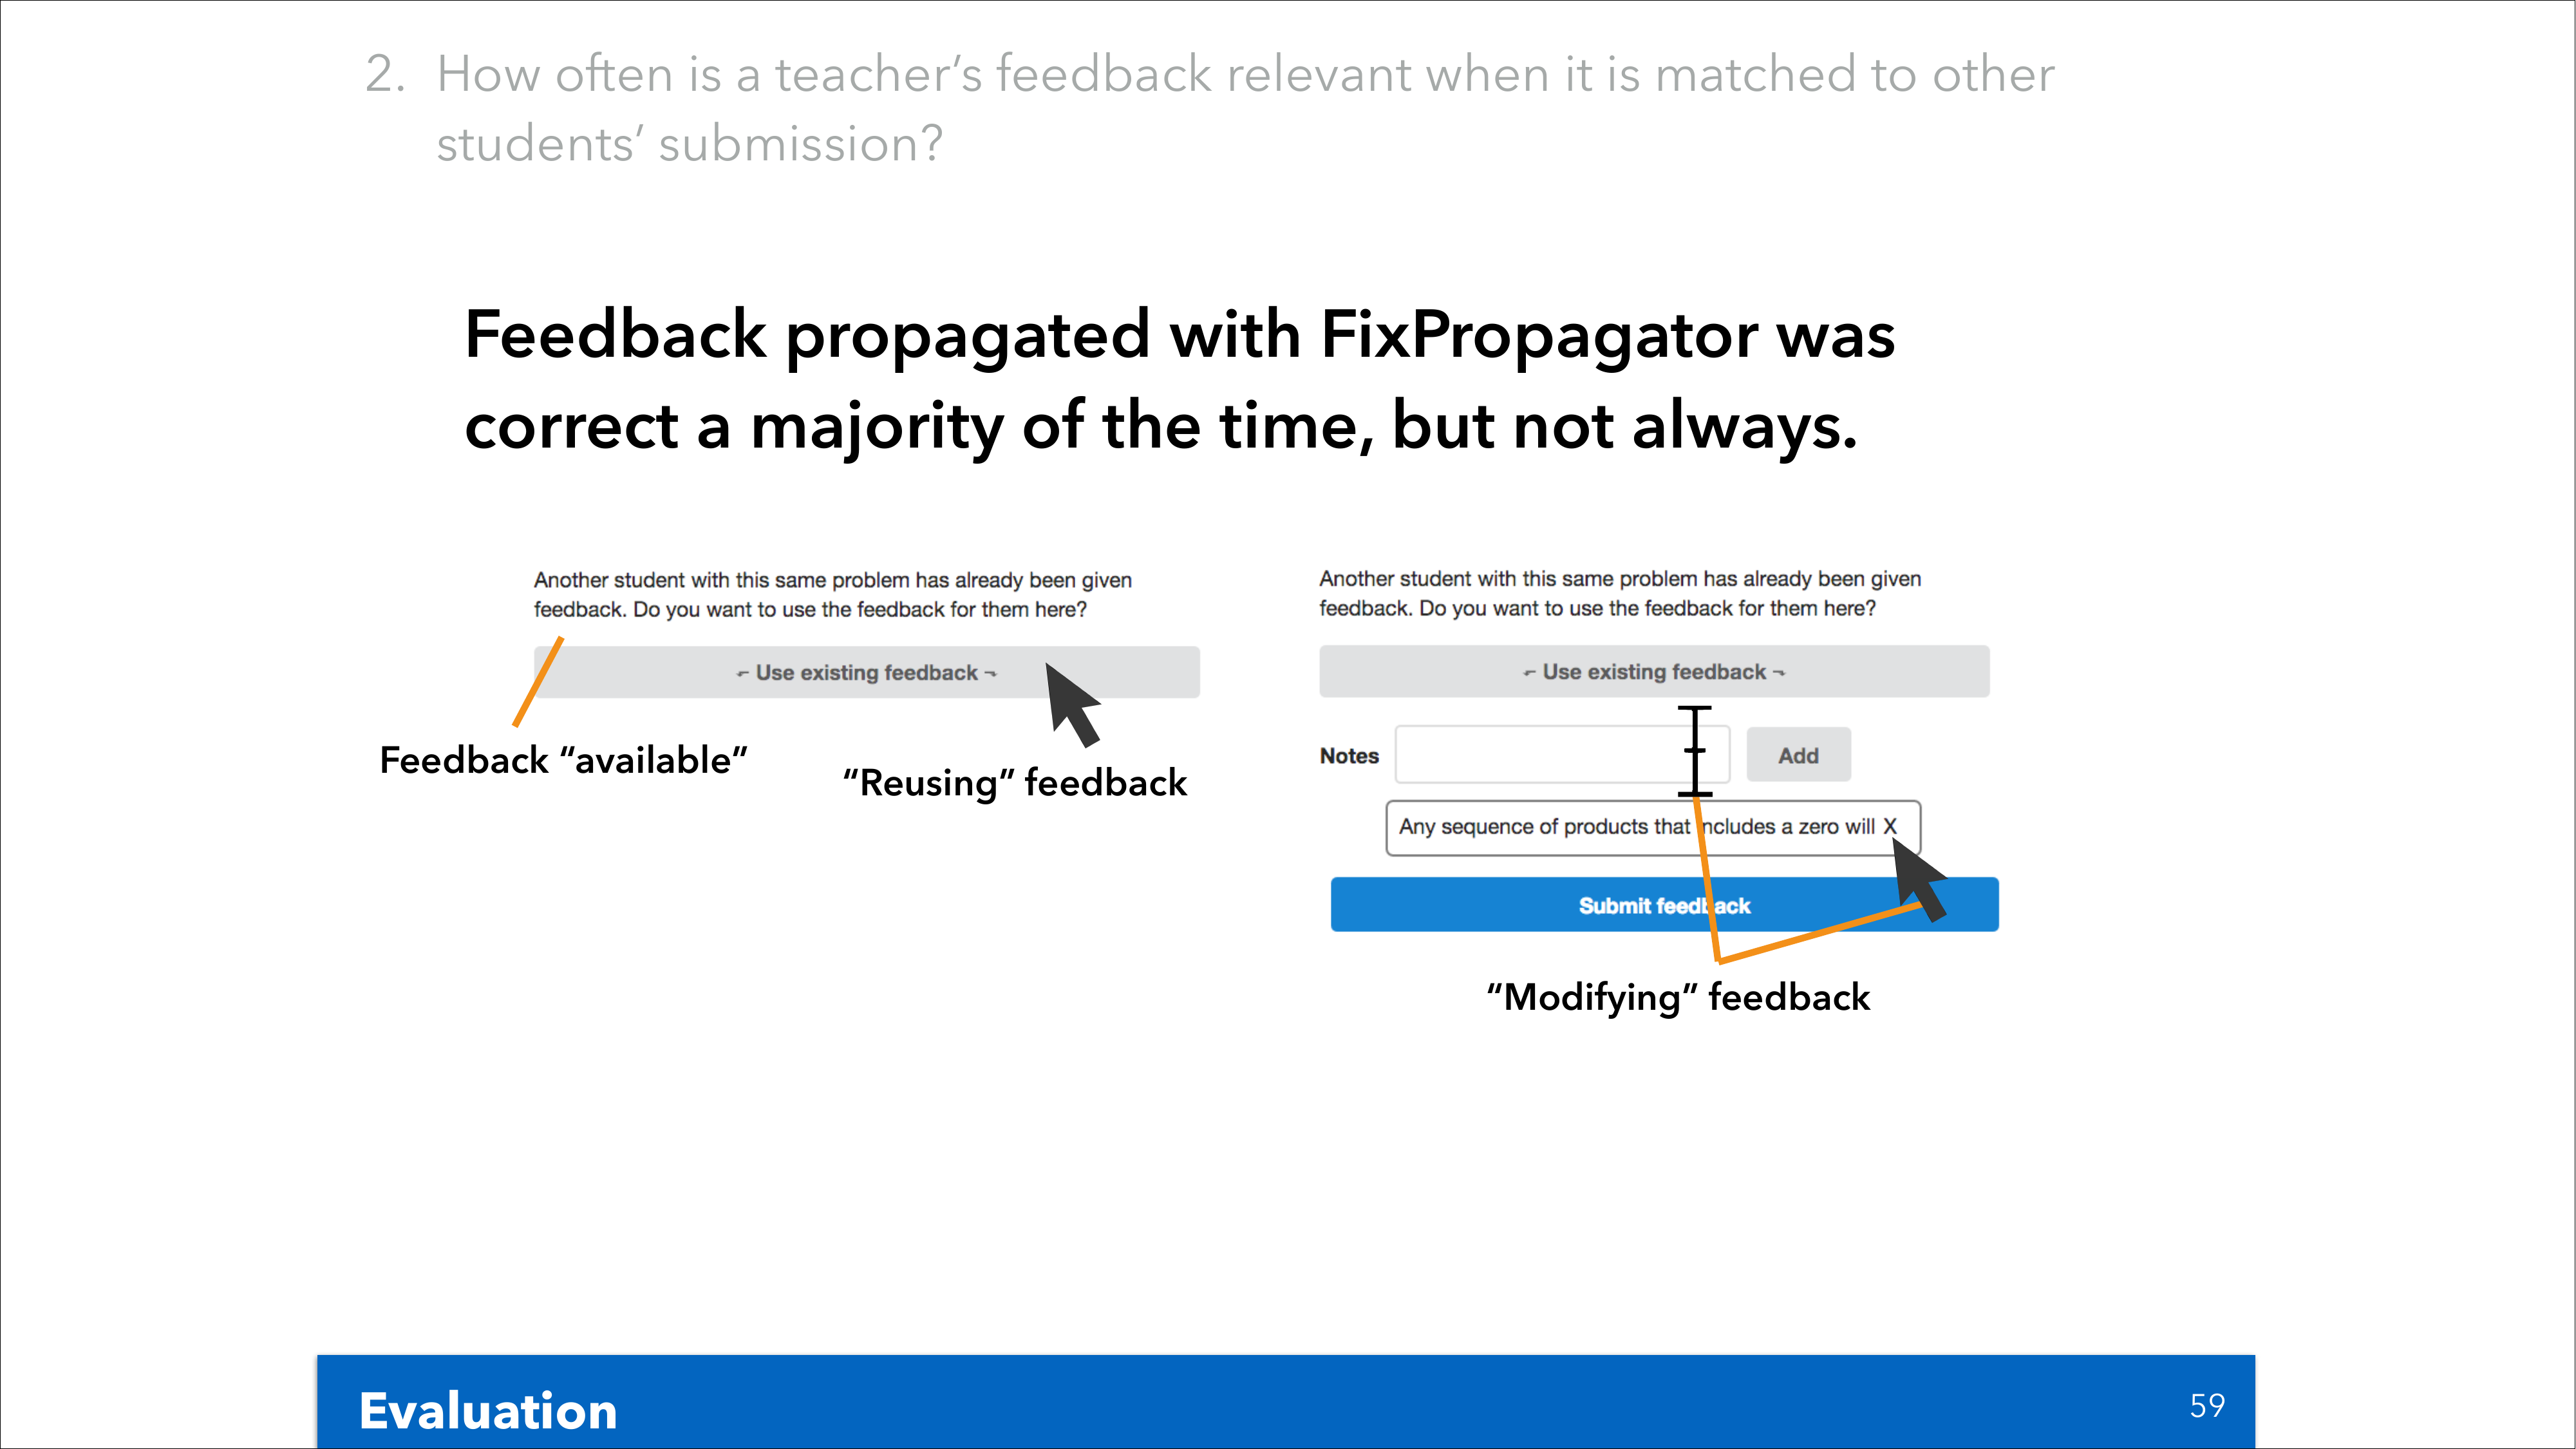 2. How often is a teacher’s feedback relevant when it is matched to other
students’ submission?
Feedback propagated with FixPropagator was
correct a majority of the time, but not always.
Another student with this same problem has already been given
feedback. Do you want to use the feedback for them here?
Use existing feedback
Feedback “available”
“Reusing” feedback
Another student with this same problem has already been given
feedback. Do you want to use the feedback for them here?
Use existing feedback
Notes
Add
Any sequence of products that includes a zero will X
Submit feedback
“Modifying” feedback
Evaluation
59